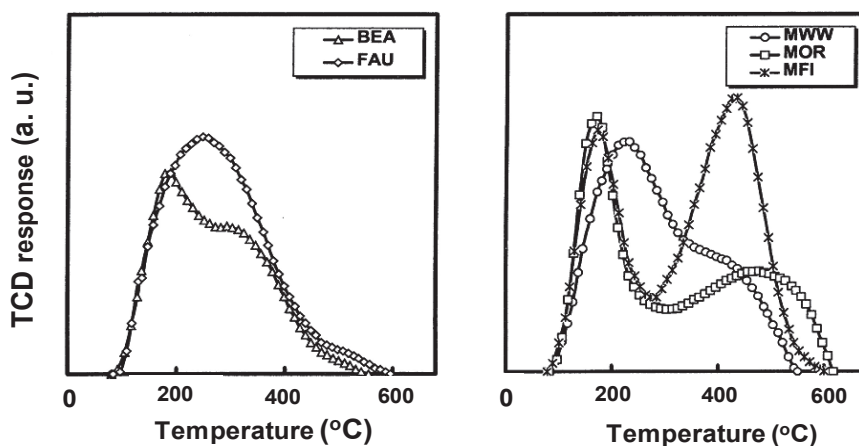 TCD response (a. u.)
BEA
FAU
0
200
400
600
Temperature (°C)
MWW
MOR
MFI
0
200
400
600
Temperature (°C)